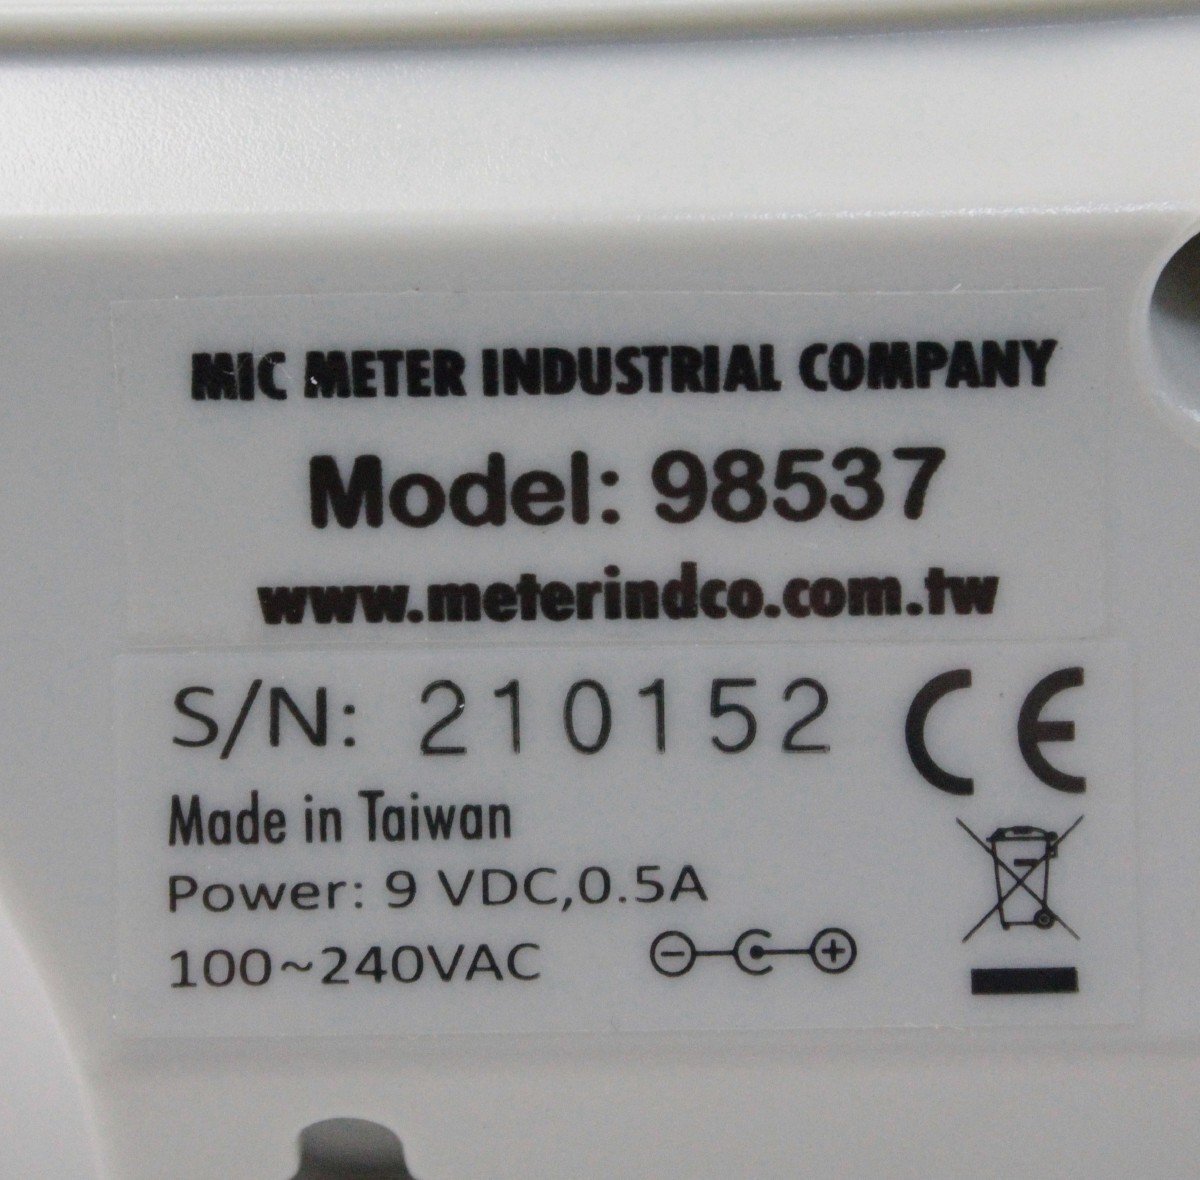 MIC METER INDUSTRIAL COMPANY
Model: 98537
www.meterindco.com.tw
S/N: 210152
CE
Made in Taiwan
Power: 9 VDC,0.5A
100~240VAC